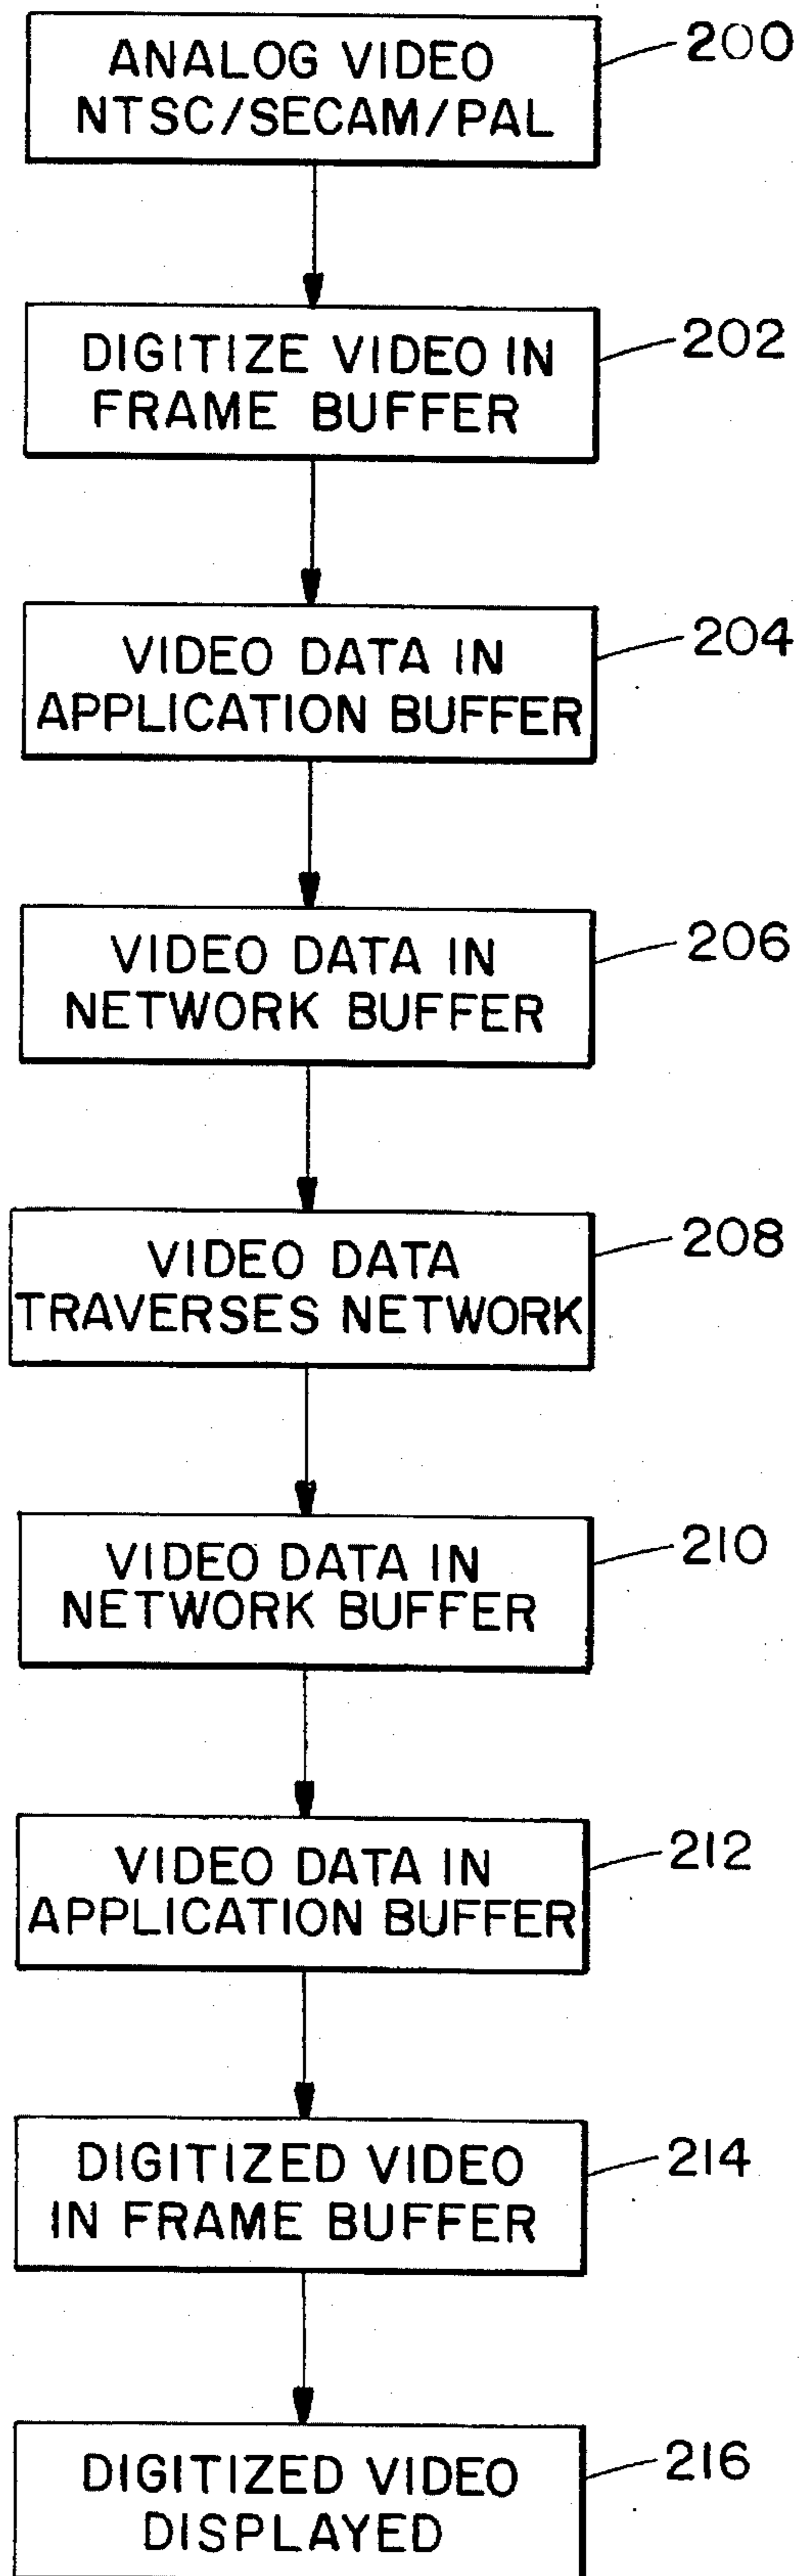 ANALOG VIDEO
NTSC/SECAM/PAL
200
DIGITIZE VIDEO IN
FRAME BUFFER
202
VIDEO DATA IN
APPLICATION BUFFER
204
VIDEO DATA IN
NETWORK BUFFER
206
VIDEO DATA
TRAVERSES NETWORK
208
VIDEO DATA IN
NETWORK BUFFER
210
VIDEO DATA IN
APPLICATION BUFFER
212
DIGITIZED VIDEO
IN FRAME BUFFER
214
DIGITIZED VIDEO
DISPLAYED
216